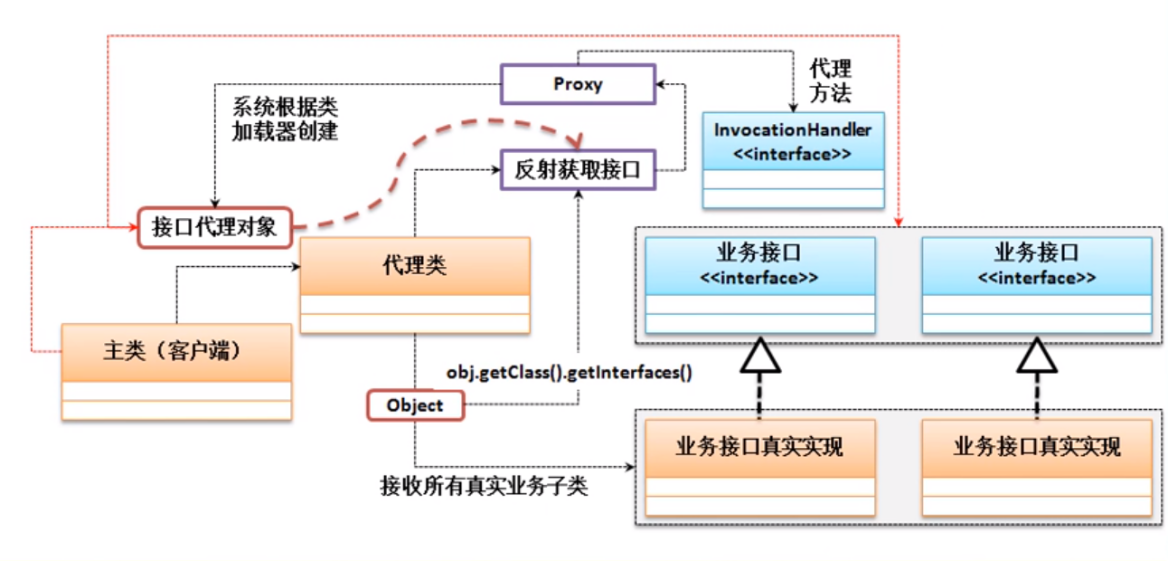 Proxy
代理
方法
系统根据类
加载器创建
InvocationHandler
<<interface>>
反射获取接口
接口代理对象
代理类
业务接口
<<interface>>
业务接口
<<interface>>
主类（客户端）
obj.getClass().getInterfaces()
Object
业务接口真实实现
业务接口真实实现
接收所有真实业务子类